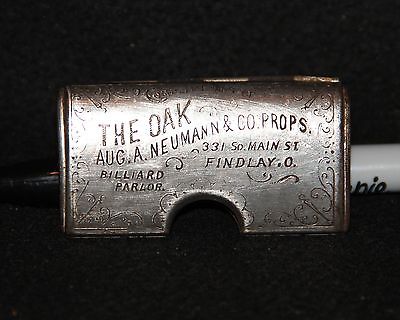 THE OAK
AUG. A. NEUMANN & CO. PROPS.
BILLIARD PARLOR.
331 SO. MAIN ST
FINDLAY, O.